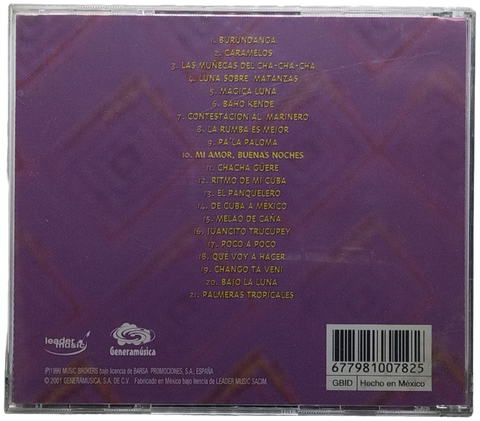 1. BURUNDANGA
2. CARAMELOS
3. LAS MUÑECAS DEL CHA-CHA-CHA
4. LUNA SOBRE MATANZAS
5. MAGICA LUNA
6. BAHO KENDE
7. CONTESTACION AL MARINERO
8. LA RUMBA ES MEJOR
9. PA'LA PALOMA
10. MI AMOR, BUENAS NOCHES
11. CHACHA GÜERE
12. RITMO DE MI CUBA
13. EL PANQUELERO
14. DE CUBA A MEXICO
15. MELAO DE CAÑA
16. JUANCITO TRUCUPEY
17. POCO A POCO
18. QUE VOY A HACER
19. CHANGO TA VENI
20. BAJO LA LUNA
21. PALMERAS TROPICALES
leader music
Generamúsica
(P)1999 MUSIC BROKERS bajo licencia de BARSA PROMOCIONES, S.A., ESPAÑA
© 2001 GENERAMUSICA, S.A. DE C.V. Fabricado en México bajo licencia de LEADER MUSIC SACIM.
677981007825
GBID Hecho en México